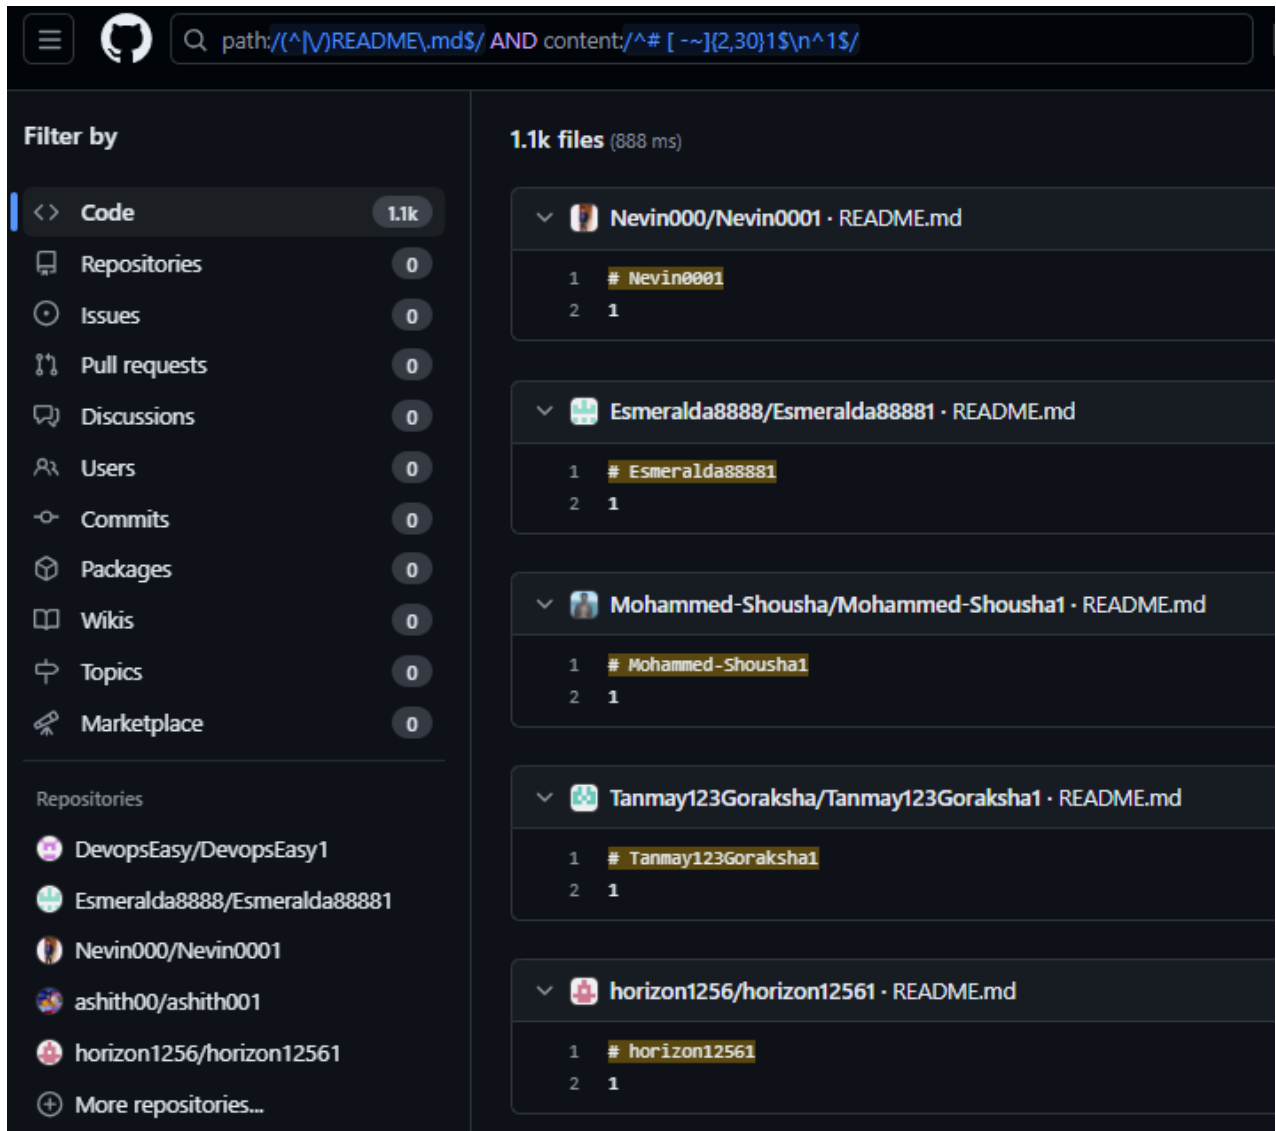 path:/(^|\/)README\.md$/ AND content:/^# [ -~]{2,30}1$\n^1$/
Filter by
Code 1.1k
Repositories 0
Issues 0
Pull requests 0
Discussions 0
Users 0
Commits 0
Packages 0
Wikis 0
Topics 0
Marketplace 0
Repositories
DevopsEasy/DevopsEasy1
Esmeralda8888/Esmeralda88881
Nevin000/Nevin0001
ashith00/ashith001
horizon1256/horizon12561
More repositories...
1.1k files (888 ms)
Nevin000/Nevin0001 · README.md
1 # Nevin0001
2 1
Esmeralda8888/Esmeralda88881 · README.md
1 # Esmeralda88881
2 1
Mohammed-Shousha/Mohammed-Shousha1 · README.md
1 # Mohammed-Shousha1
2 1
Tanmay123Goraksha/Tanmay123Goraksha1 · README.md
1 # Tanmay123Goraksha1
2 1
horizon1256/horizon12561 · README.md
1 # horizon12561
2 1